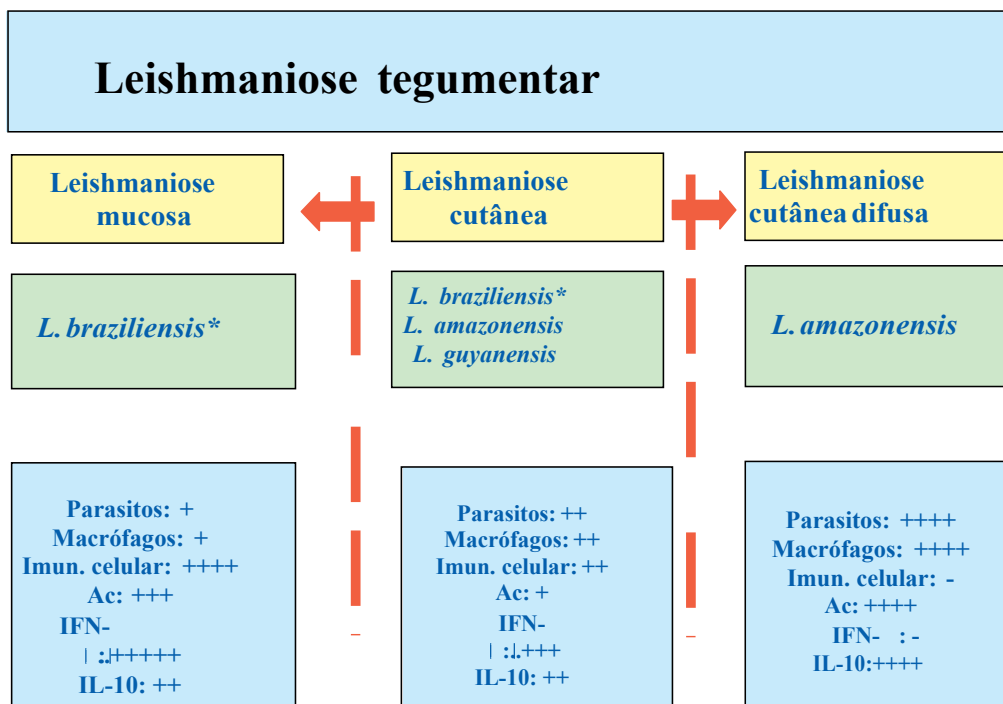 Leishmaniose tegumentar
Leishmaniose
mucosa
Leishmaniose
cutânea
Leishmaniose
cutânea difusa
L. braziliensis*
L. braziliensis*
L. amazonensis
L. guyanensis
L. amazonensis
Parasitos: +
Macrófagos: +
Imun. celular: ++++
Ac: +++
IFN-
:+++++
IL-10: ++
Parasitos: ++
Macrófagos: ++
Imun. celular: ++
Ac: +
IFN-
:+++
IL-10: ++
Parasitos: ++++
Macrófagos: ++++
Imun. celular: -
Ac: ++++
IFN- : -
IL-10:++++